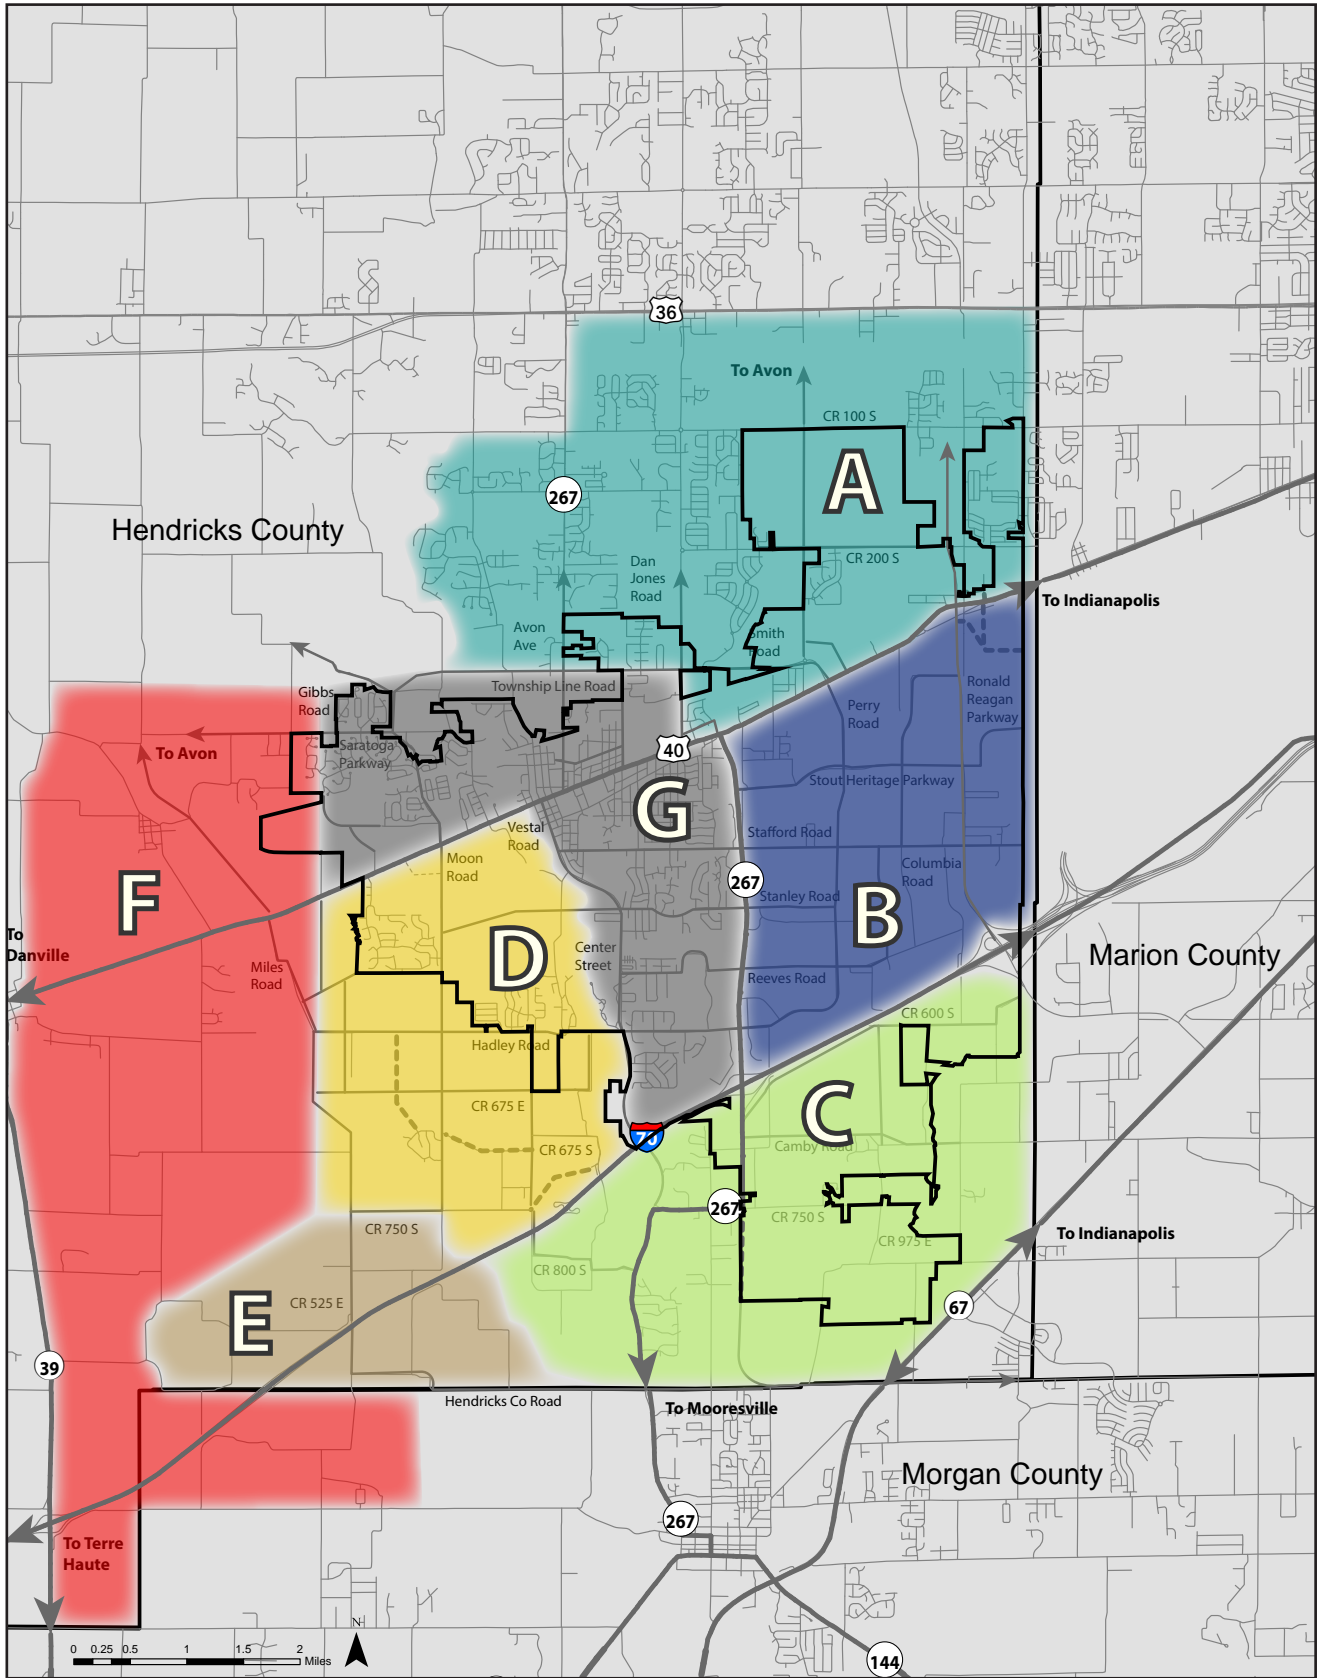 36
To Avon
CR 100 S
A
267
Hendricks County
CR 200 S
Dan
Jones
Road
To Indianapolis
Avon
Ave
Smith
Road
Township Line Road
Gibbs
Road
Ronald
Reagan
Parkway
Perry
Road
To Avon
Saratoga
Parkway
40
Stout Heritage Parkway
G
Vestal
Road
Stafford Road
Moon
Road
Columbia
Road
267
F
Stanley Road
B
To
Danville
D
Center
Street
Marion County
Miles
Road
Reeves Road
CR 600 S
Hadley Road
CR 675 E
C
70
CR 675 S
Camby Road
267
CR 750 S
CR 750 S
CR 975 E
To Indianapolis
CR 800 S
E
CR 525 E
67
39
Hendricks Co Road
To Mooresville
Morgan County
267
To Terre
Haute
N
0 0.25 0.5 1 1.5 2
Miles
144